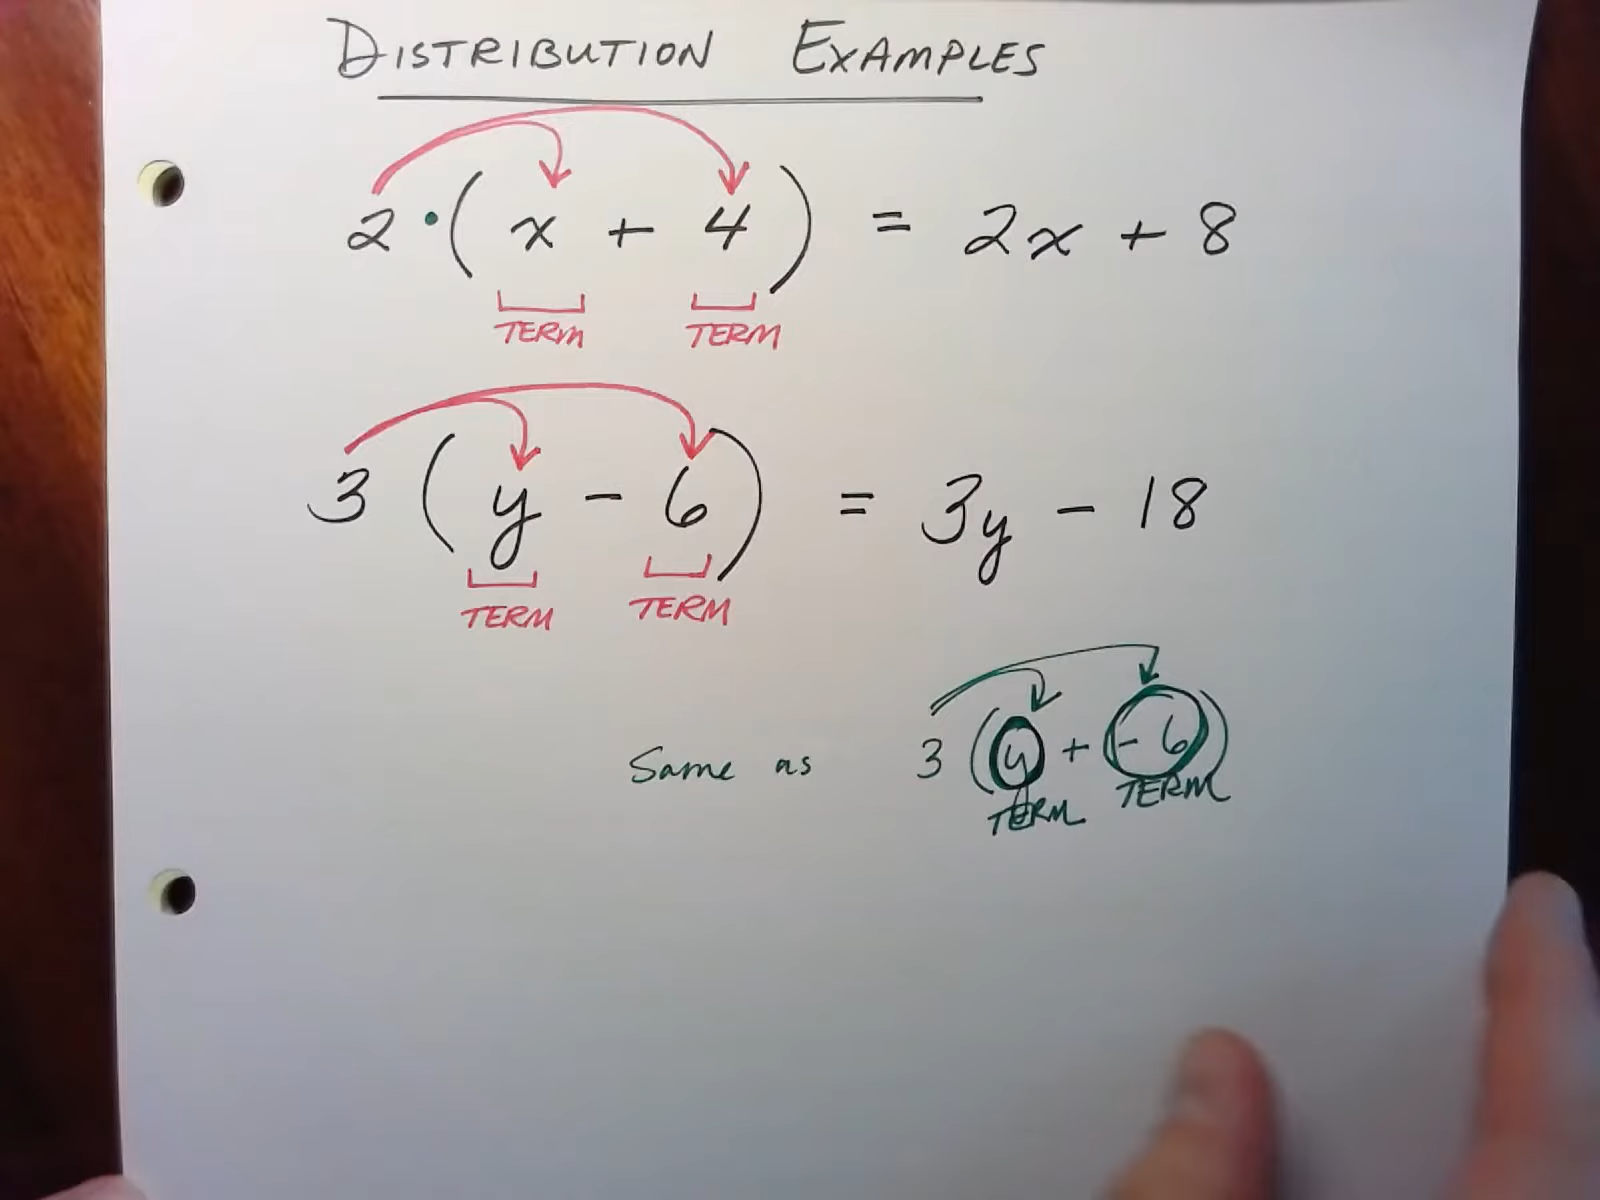 DISTRIBUTION EXAMPLES
2 · ( x + 4 ) = 2x + 8
TERM TERM
3 ( y - 6 ) = 3y - 18
TERM TERM
Same as 3 ( y + - 6 )
TERM TERM